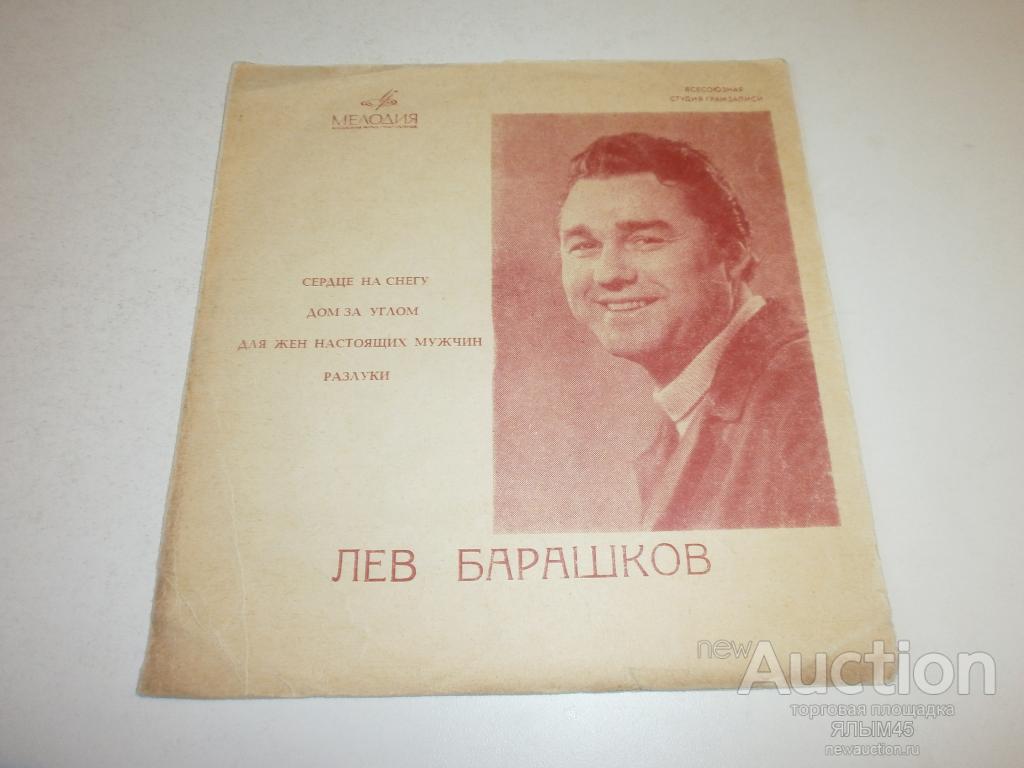 МЕЛОДИЯ
ВСЕСОЮЗНАЯ
СТУДИЯ ГРАМЗАПИСИ
СЕРДЦЕ НА СНЕГУ
ДОМ ЗА УГЛОМ
ДЛЯ ЖЕН НАСТОЯЩИХ МУЖЧИН
РАЗЛУКИ
ЛЕВ БАРАШКОВ
newAuction
торговая площадка
ЯЛЫМ45
newauction.ru